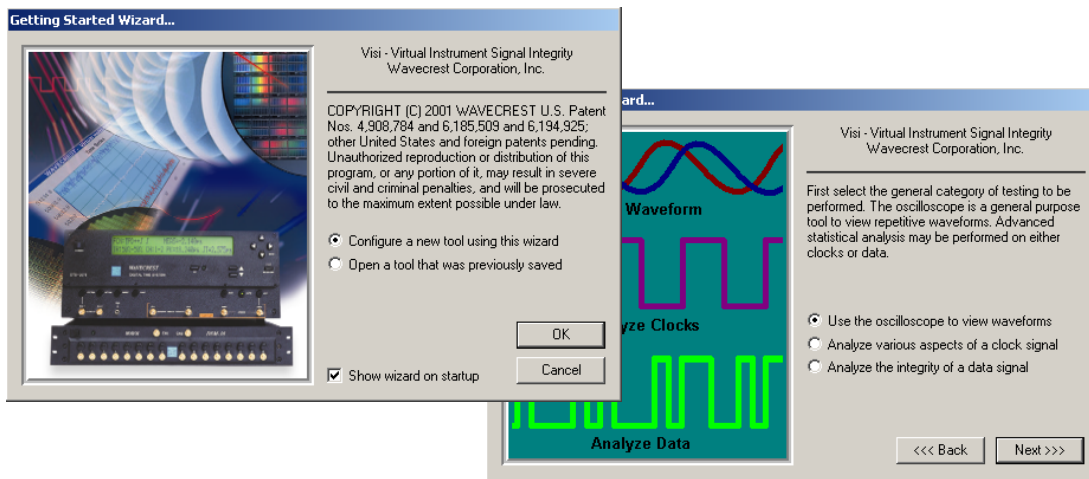 Getting Started Wizard...
Visi - Virtual Instrument Signal Integrity
Wavecrest Corporation, Inc.
COPYRIGHT (C) 2001 WAVECREST U.S. Patent
Nos. 4,908,784 and 6,185,509 and 6,194,925;
other United States and foreign patents pending.
Unauthorized reproduction or distribution of this
program, or any portion of it, may result in severe
civil and criminal penalties, and will be prosecuted
to the maximum extent possible under law.
Configure a new tool using this wizard
Open a tool that was previously saved
OK
Show wizard on startup
Cancel
WAVECREST
ard...
Visi - Virtual Instrument Signal Integrity
Wavecrest Corporation, Inc.
Waveform
yze Clocks
Analyze Data
First select the general category of testing to be
performed. The oscilloscope is a general purpose
tool to view repetitive waveforms. Advanced
statistical analysis may be performed on either
clocks or data.
Use the oscilloscope to view waveforms
Analyze various aspects of a clock signal
Analyze the integrity of a data signal
<<< Back
Next >>>